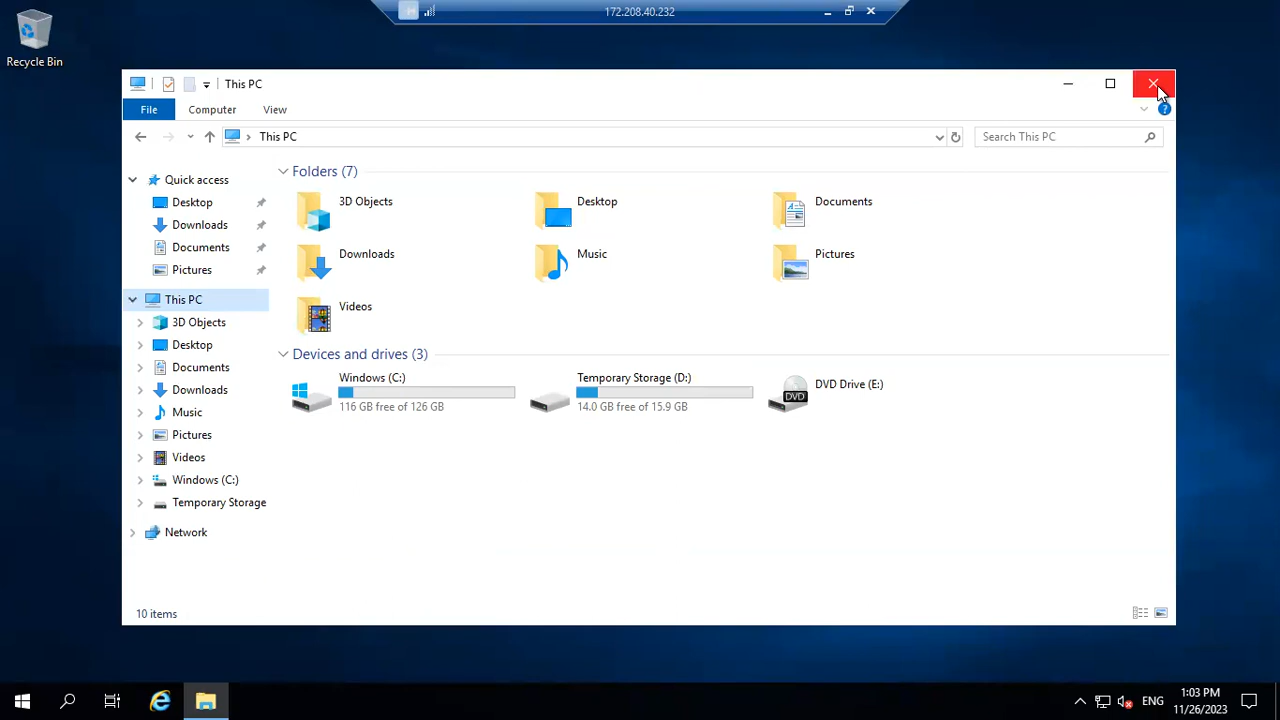 172.208.40.232
Recycle Bin
This PC
File Computer View
This PC
Search This PC
Quick access
Desktop
Downloads
Documents
Pictures
This PC
3D Objects
Desktop
Documents
Downloads
Music
Pictures
Videos
Windows (C:)
Temporary Storage
Network
Folders (7)
3D Objects
Desktop
Documents
Downloads
Music
Pictures
Videos
Devices and drives (3)
Windows (C:)
116 GB free of 126 GB
Temporary Storage (D:)
14.0 GB free of 15.9 GB
DVD Drive (E:)
DVD
10 items
ENG
1:03 PM
11/26/2023